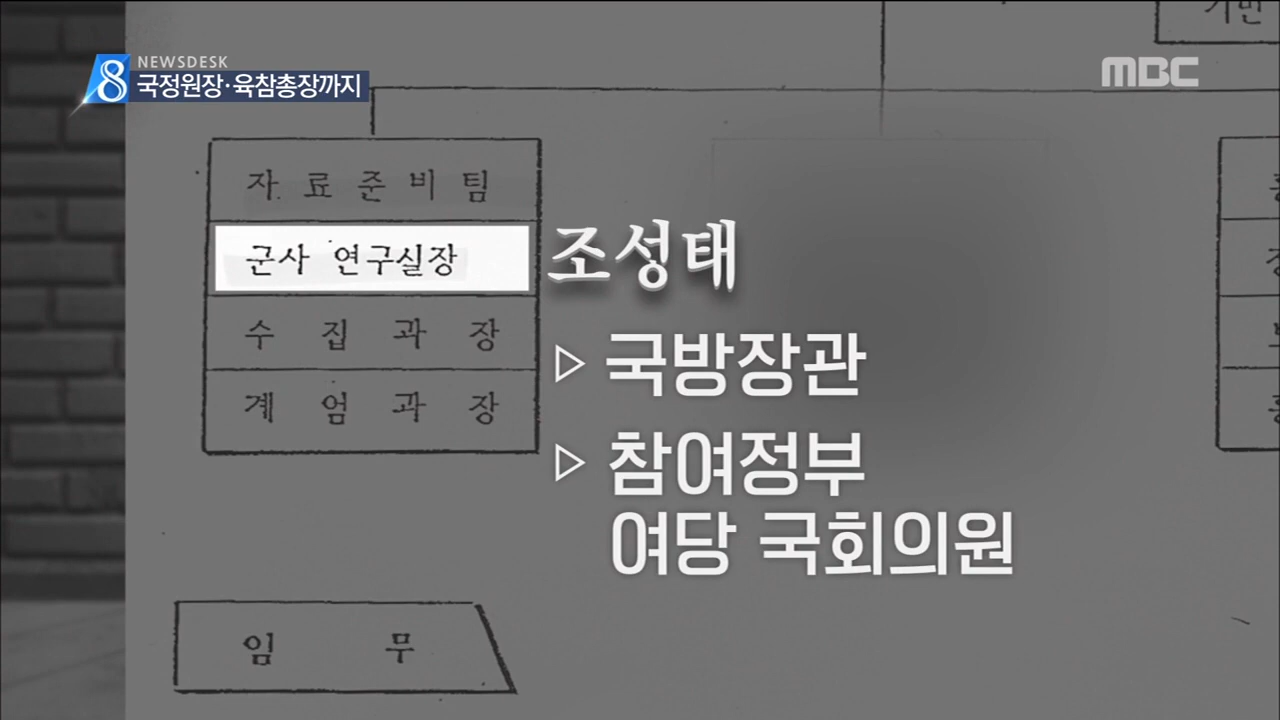 NEWSDESK
8 국정원장·육참총장까지
MBC
자료준비팀
군사 연구실장
수집과장
계엄과장
조성태
▷ 국방장관
▷ 참여정부
여당 국회의원
임무